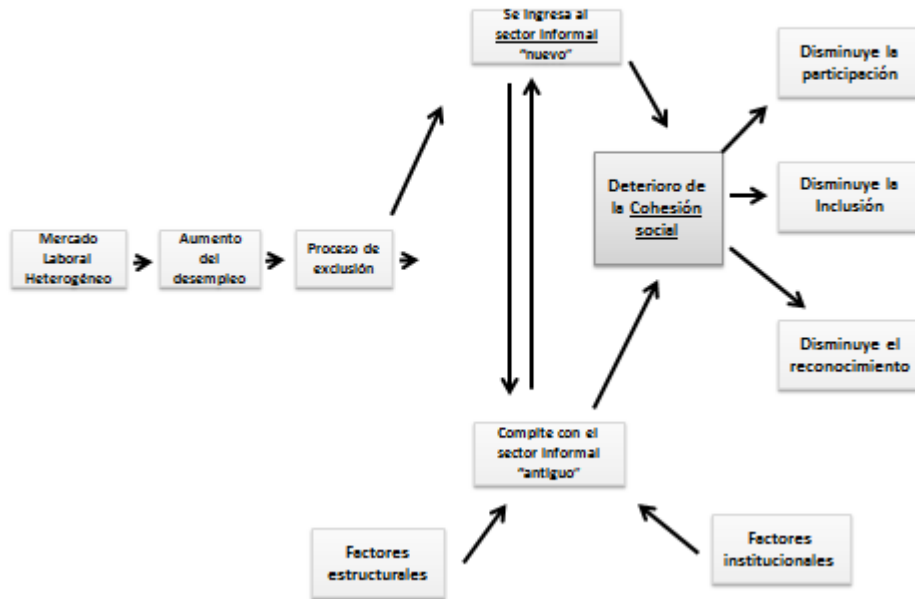 Se ingresa al
sector informal
"nuevo"
Disminuye la
participación
Deterioro de
la Cohesión
social
Disminuye la
Inclusión
Mercado
Laboral
Heterogéneo
Aumento
del
desempleo
Proceso de
exclusión
Disminuye el
reconocimiento
Compite con el
sector informal
"antiguo"
Factores
estructurales
Factores
institucionales